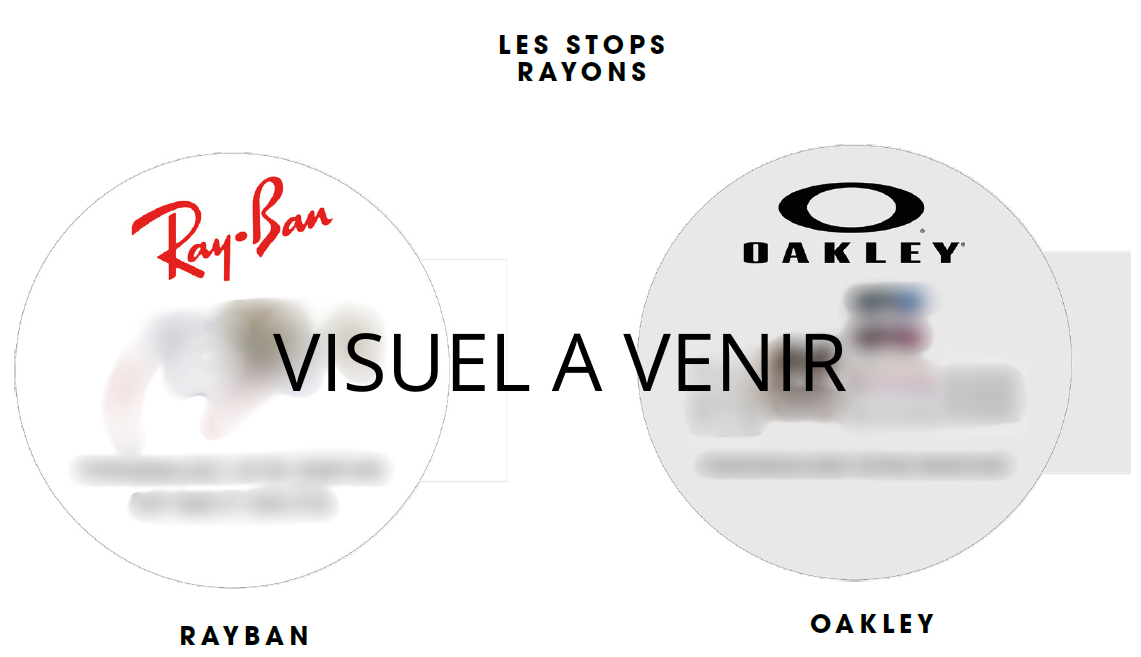 LES STOPS
RAYONS
Ray-Ban
OAKLEY
VISUEL A VENIR
RAYBAN
OAKLEY